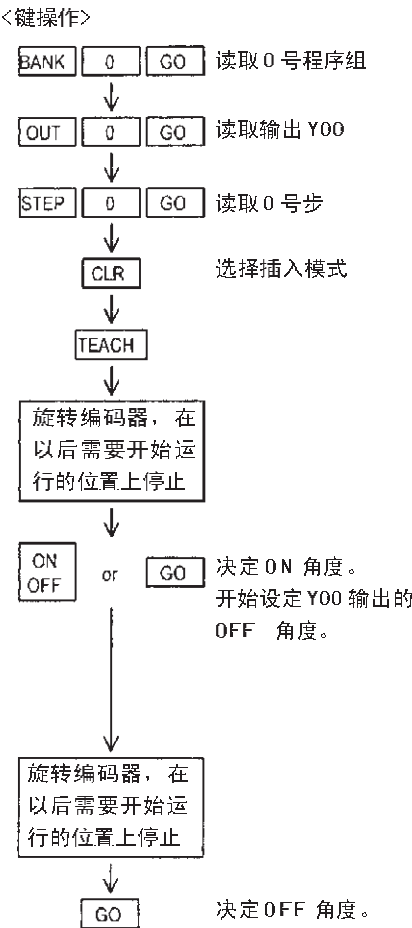 <键操作>
BANK 0 GO 读取0号程序组
OUT 0 GO 读取输出Y00
STEP 0 GO 读取0号步
CLR 选择插入模式
TEACH
旋转编码器，在
以后需要开始运
行的位置上停止
ON
OFF or GO 决定ON 角度。
开始设定Y00输出的
OFF 角度。
旋转编码器，在
以后需要开始运
行的位置上停止
GO 决定OFF角度。